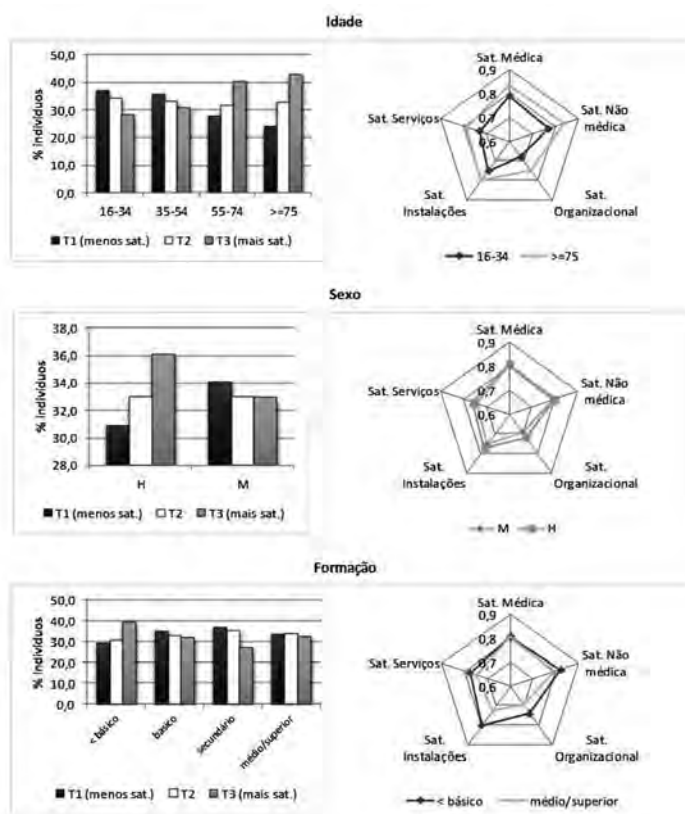 Idade
50,0
40,0
30,0
20,0
10,0
0,0
% indivíduos
16-34 35-54 55-74 >=75
T1 (menos sat.) T2 T3 (mais sat.)
Sat. Médica
0,9
0,8
0,7
0,6
Sat. Não
médica
Sat.
Organizacional
Sat.
Instalações
Sat. Serviços
16-34 >=75
Sexo
38,0
36,0
34,0
32,0
30,0
28,0
% indivíduos
H M
T1 (menos sat.) T2 T3 (mais sat.)
Sat. Médica
0,9
0,8
0,7
0,6
Sat. Não
médica
Sat.
Organizacional
Sat.
Instalações
Sat. Serviços
M H
Formação
50,0
40,0
30,0
20,0
10,0
0,0
% indivíduos
< básico basico secundário médio/superior
T1 (menos sat.) T2 T3 (mais sat.)
Sat. Médica
0,9
0,8
0,7
0,6
Sat. Não
médica
Sat.
Organizacional
Sat.
Instalações
Sat. Serviços
< básico médio/superior